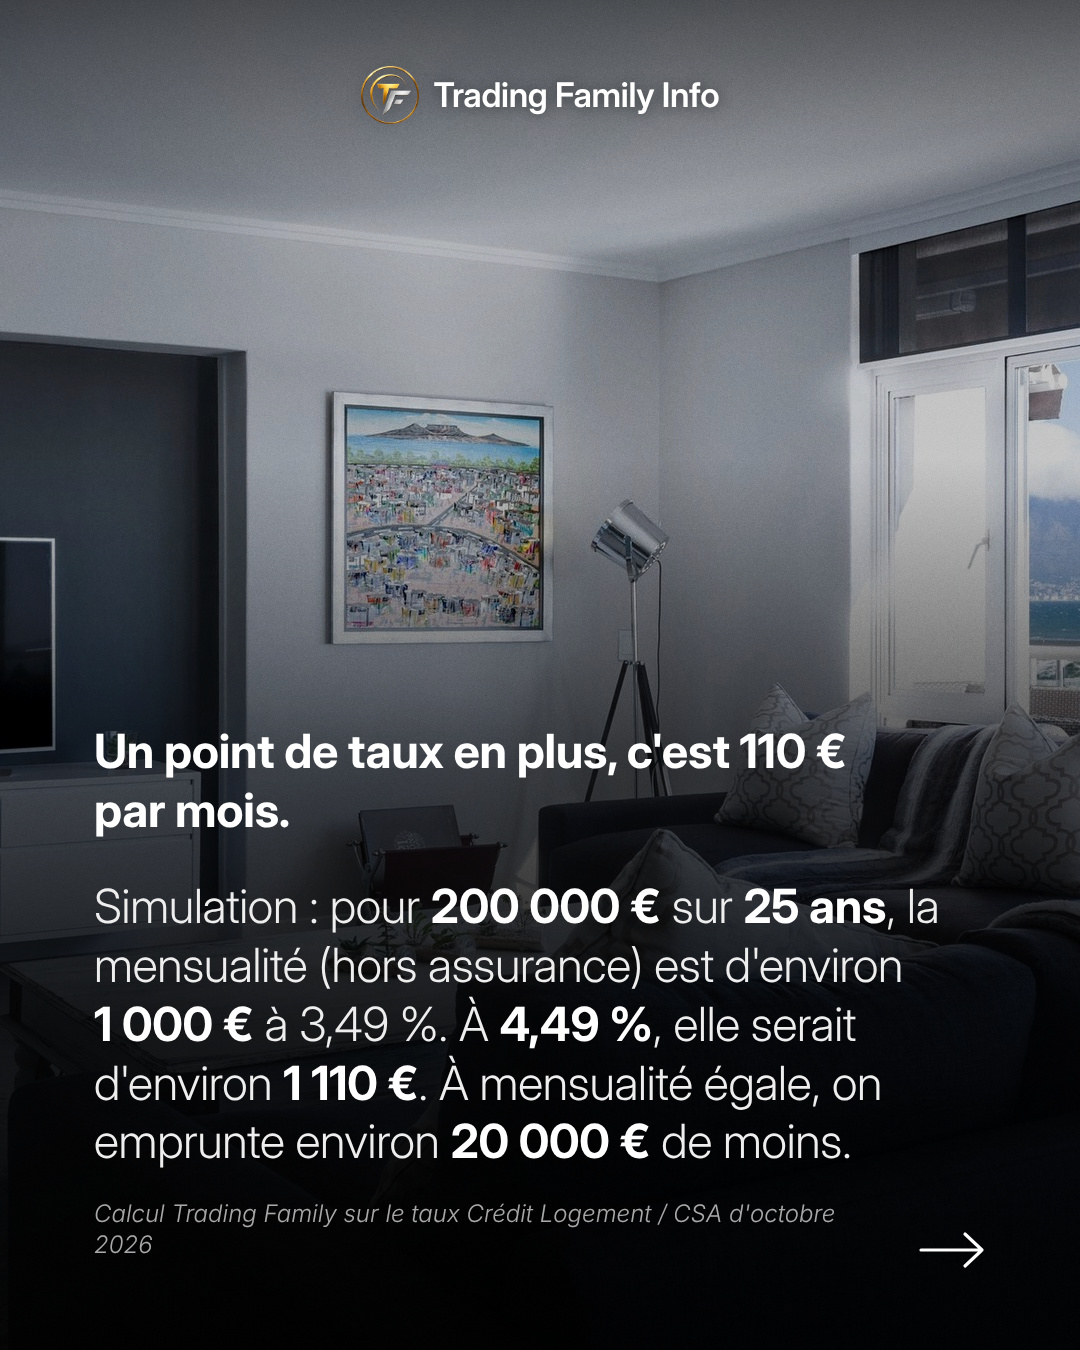 TF Trading Family Info
Un point de taux en plus, c'est 110 €
par mois.
Simulation : pour 200 000 € sur 25 ans, la
mensualité (hors assurance) est d'environ
1 000 € à 3,49 %. À 4,49 %, elle serait
d'environ 1 110 €. À mensualité égale, on
emprunte environ 20 000 € de moins.
Calcul Trading Family sur le taux Crédit Logement / CSA d'octobre
2026